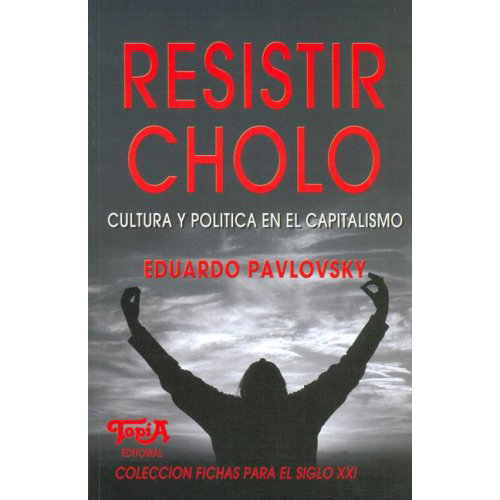 RESISTIR
CHOLO
CULTURA Y POLITICA EN EL CAPITALISMO
EDUARDO PAVLOVSKY
Topía
EDITORIAL
COLECCION FICHAS PARA EL SIGLO XXI